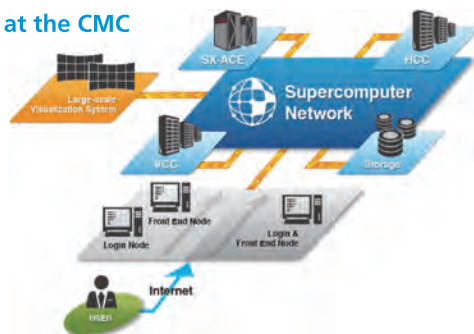 at the CMC
SX-ACE
HCC
Large-scale
Visualization System
Supercomputer
Network
VCC
Storage
Front End Node
Login Node
Login &
Front End Node
Internet
USER